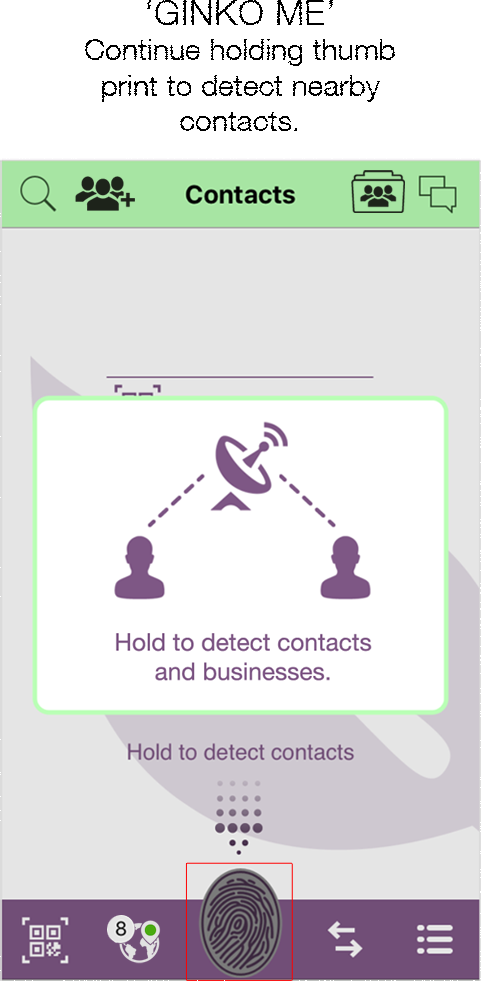 ‘GINKO ME’
Continue holding thumb
print to detect nearby
contacts.
Contacts
Hold to detect contacts
and businesses.
Hold to detect contacts
8